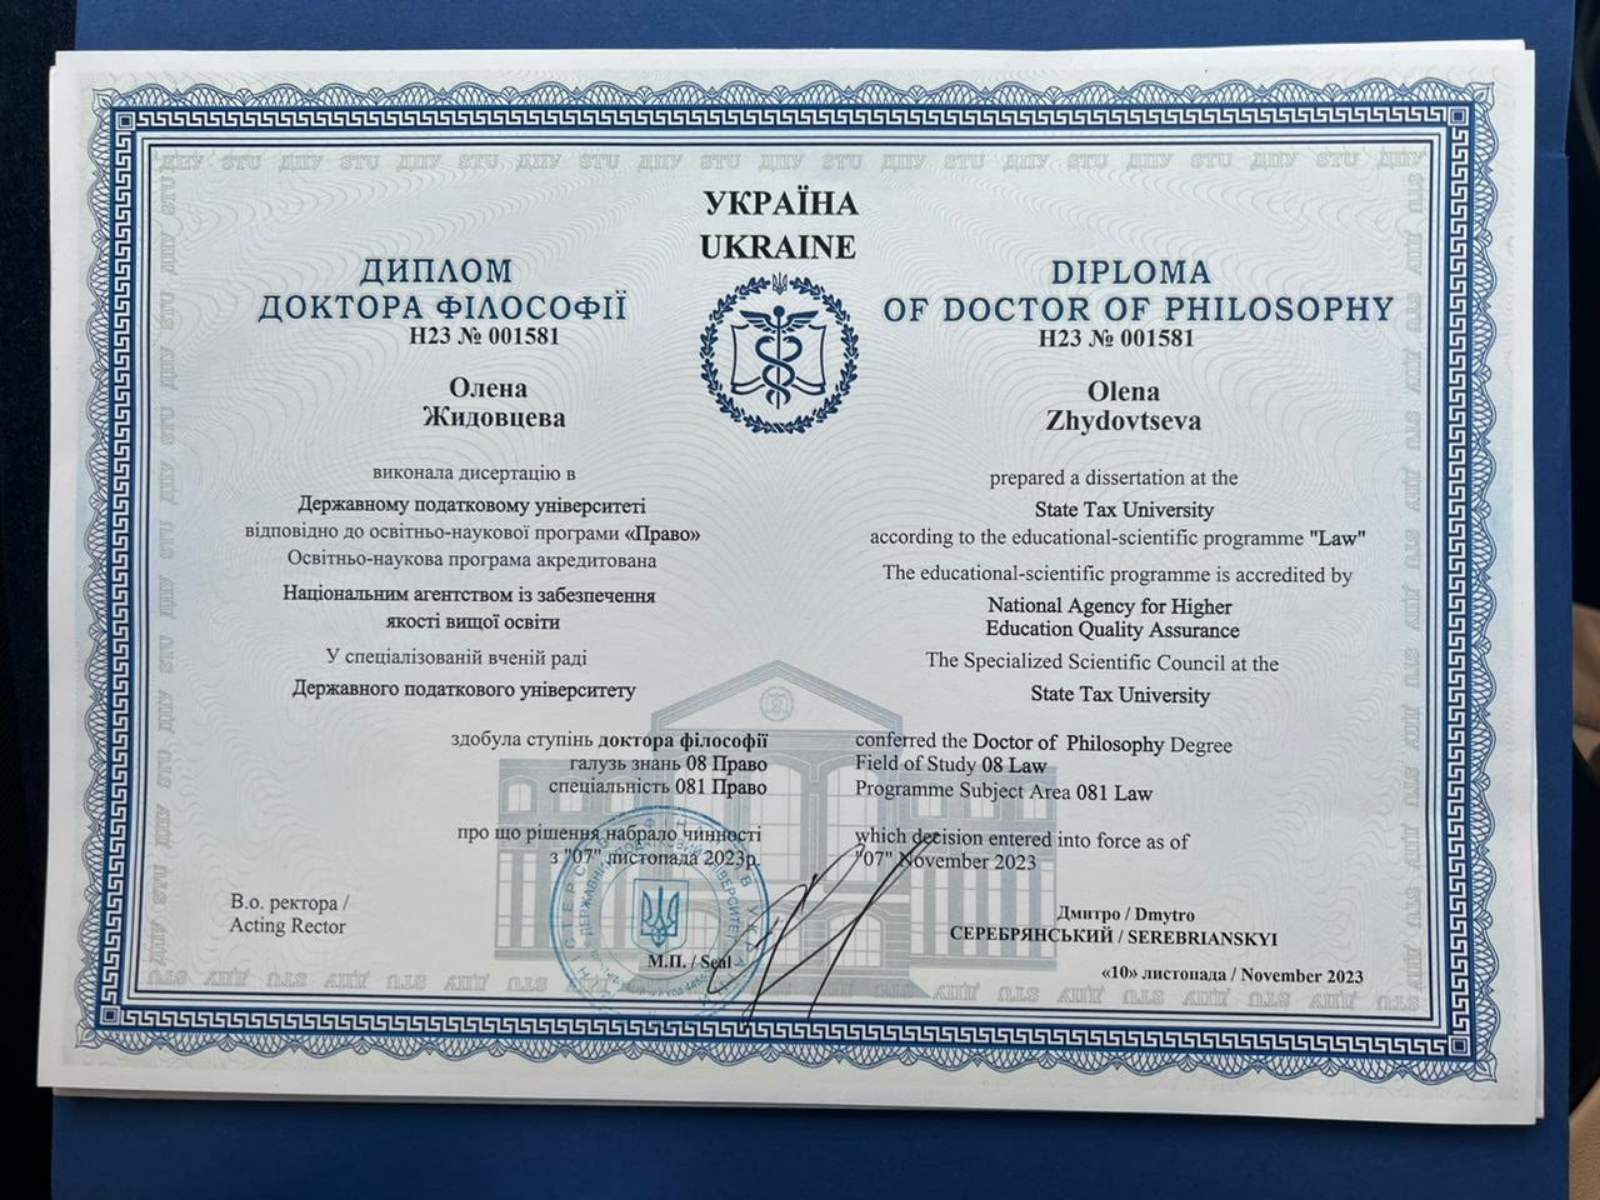 УКРАЇНА
UKRAINE
ДИПЛОМ
ДОКТОРА ФІЛОСОФІЇ
Н23 № 001581
Олена
Жидовцева
виконала дисертацію в
Державному податковому університеті
відповідно до освітньо-наукової програми «Право»
Освітньо-наукова програма акредитована
Національним агентством із забезпечення
якості вищої освіти
У спеціалізованій вченій раді
Державного податкового університету
здобула ступінь доктора філософії
галузь знань 08 Право
спеціальність 081 Право
про що рішення набрало чинності
з "07" листопада 2023р.
DIPLOMA
OF DOCTOR OF PHILOSOPHY
Н23 № 001581
Olena
Zhydovtseva
prepared a dissertation at the
State Tax University
according to the educational-scientific programme "Law"
The educational-scientific programme is accredited by
National Agency for Higher
Education Quality Assurance
The Specialized Scientific Council at the
State Tax University
conferred the Doctor of Philosophy Degree
Field of Study 08 Law
Programme Subject Area 081 Law
which decision entered into force as of
"07" November 2023
В.о. ректора /
Acting Rector
М.П. / Seal
Дмитро / Dmytro
СЕРЕБРЯНСЬКИЙ / SEREBRIANSKYI
«10» листопада / November 2023